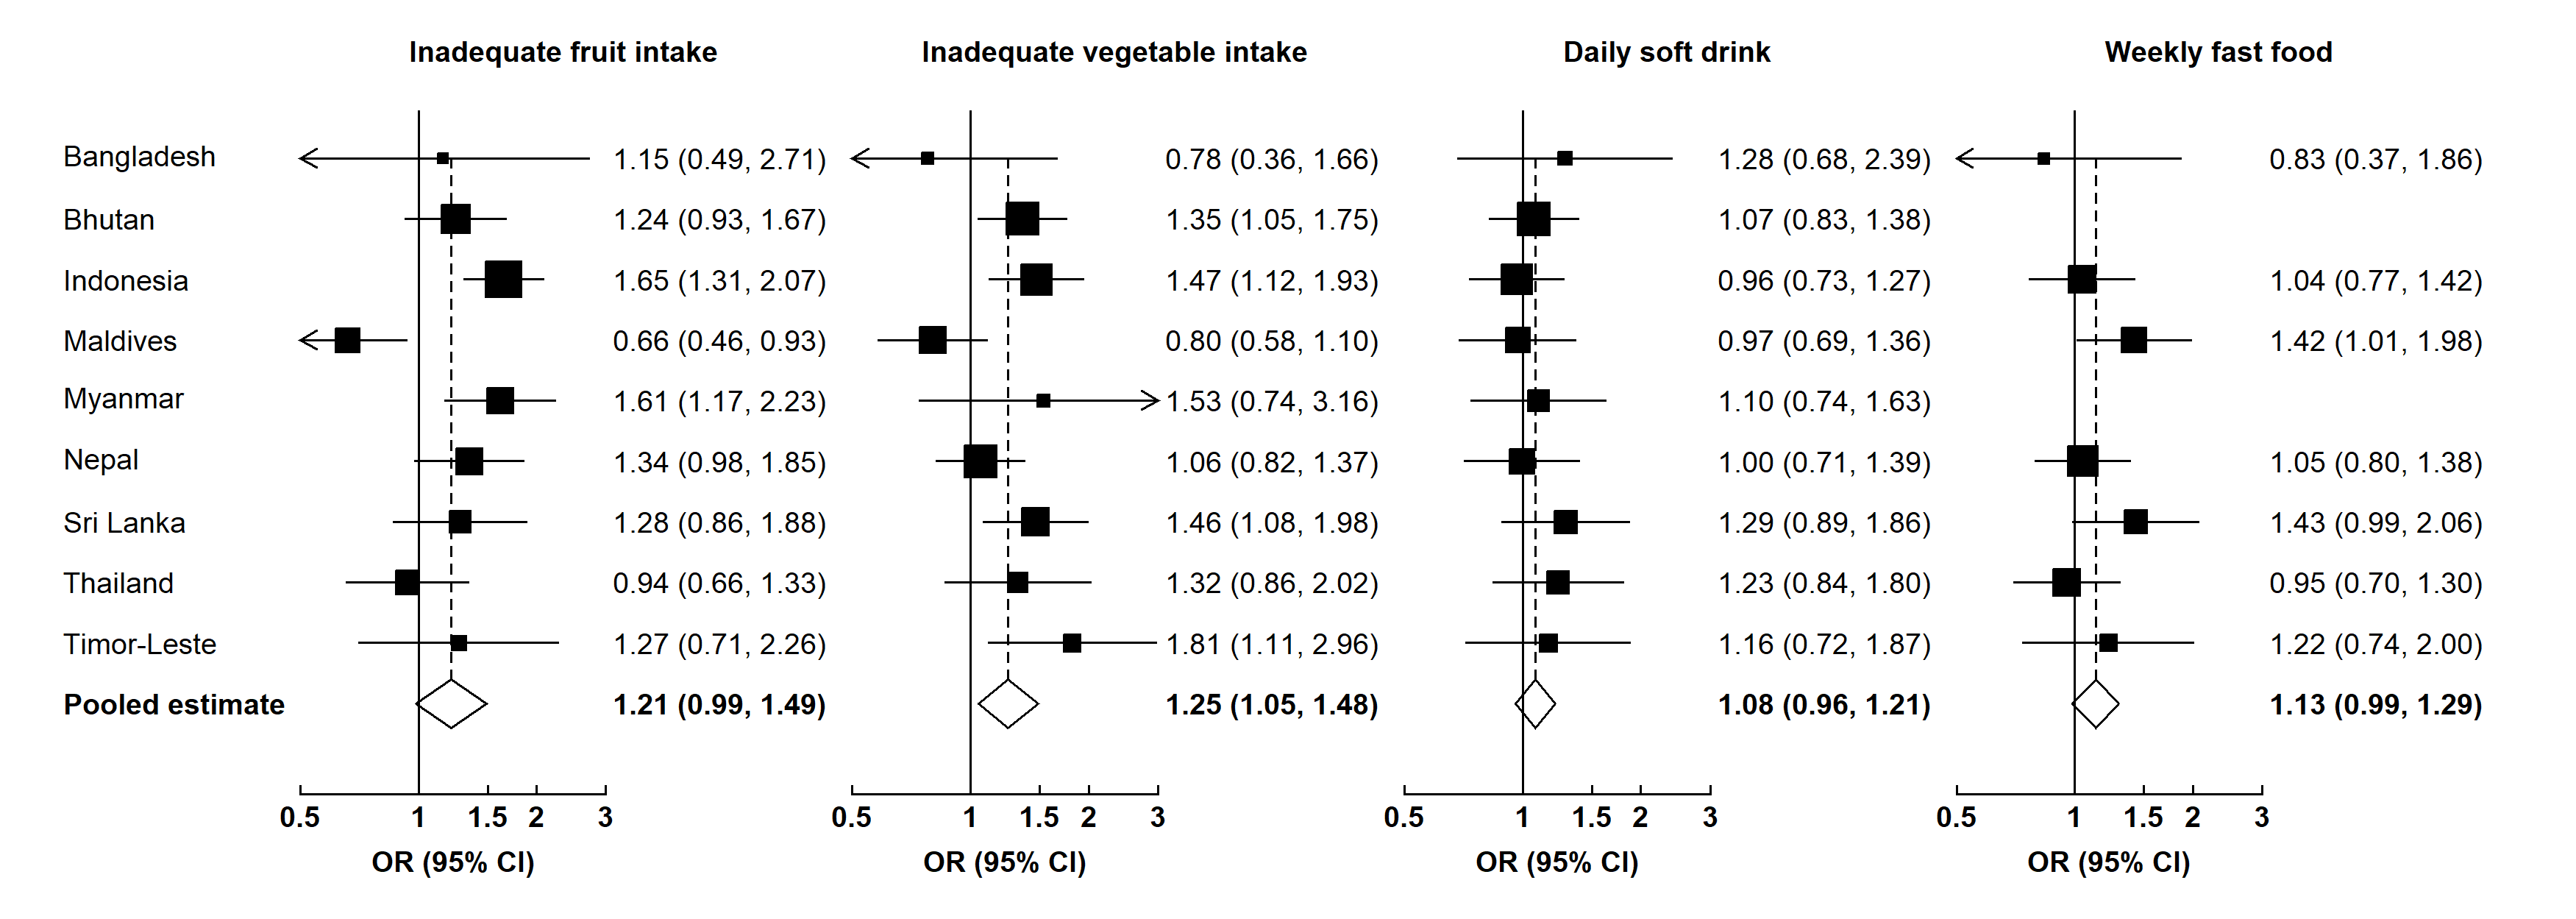 Inadequate fruit intake Inadequate vegetable intake Daily soft drink Weekly fast food
Bangladesh 1.15 (0.49, 2.71) 0.78 (0.36, 1.66) 1.28 (0.68, 2.39) 0.83 (0.37, 1.86)
Bhutan 1.24 (0.93, 1.67) 1.35 (1.05, 1.75) 1.07 (0.83, 1.38)
Indonesia 1.65 (1.31, 2.07) 1.47 (1.12, 1.93) 0.96 (0.73, 1.27) 1.04 (0.77, 1.42)
Maldives 0.66 (0.46, 0.93) 0.80 (0.58, 1.10) 0.97 (0.69, 1.36) 1.42 (1.01, 1.98)
Myanmar 1.61 (1.17, 2.23) 1.53 (0.74, 3.16) 1.10 (0.74, 1.63)
Nepal 1.34 (0.98, 1.85) 1.06 (0.82, 1.37) 1.00 (0.71, 1.39) 1.05 (0.80, 1.38)
Sri Lanka 1.28 (0.86, 1.88) 1.46 (1.08, 1.98) 1.29 (0.89, 1.86) 1.43 (0.99, 2.06)
Thailand 0.94 (0.66, 1.33) 1.32 (0.86, 2.02) 1.23 (0.84, 1.80) 0.95 (0.70, 1.30)
Timor-Leste 1.27 (0.71, 2.26) 1.81 (1.11, 2.96) 1.16 (0.72, 1.87) 1.22 (0.74, 2.00)
Pooled estimate 1.21 (0.99, 1.49) 1.25 (1.05, 1.48) 1.08 (0.96, 1.21) 1.13 (0.99, 1.29)
0.5 1 1.5 2 3 0.5 1 1.5 2 3 0.5 1 1.5 2 3 0.5 1 1.5 2 3
OR (95% CI) OR (95% CI) OR (95% CI) OR (95% CI)